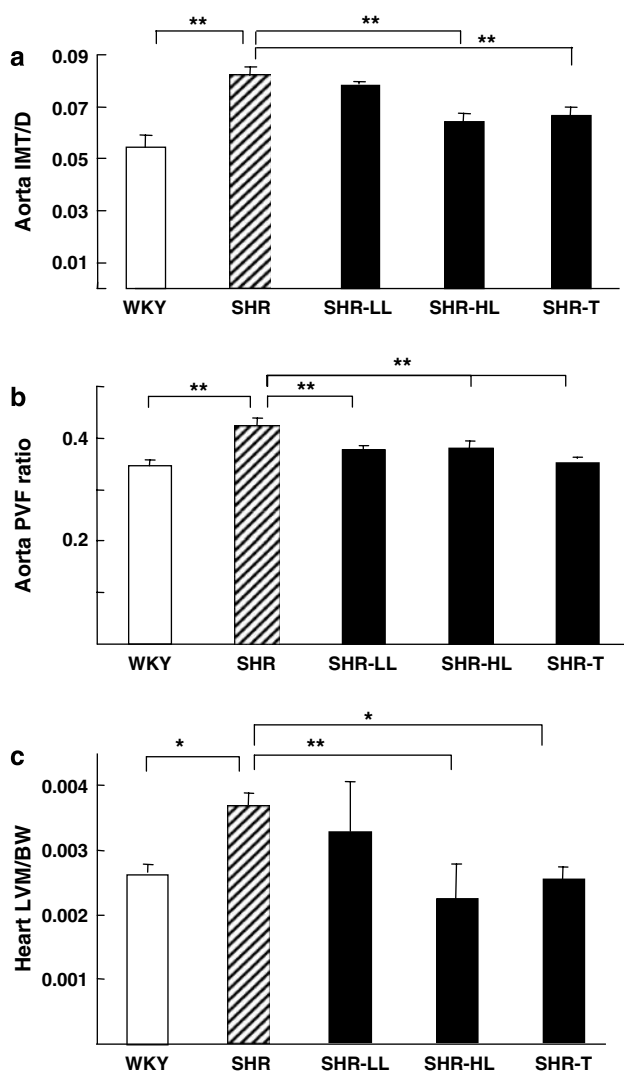 a
** ** **
Aorta IMT/D
0.09
0.07
0.05
0.03
0.01
WKY SHR SHR-LL SHR-HL SHR-T
b
** ** **
Aorta PVF ratio
0.4
0.2
WKY SHR SHR-LL SHR-HL SHR-T
c
* ** *
Heart LVM/BW
0.004
0.003
0.002
0.001
WKY SHR SHR-LL SHR-HL SHR-T